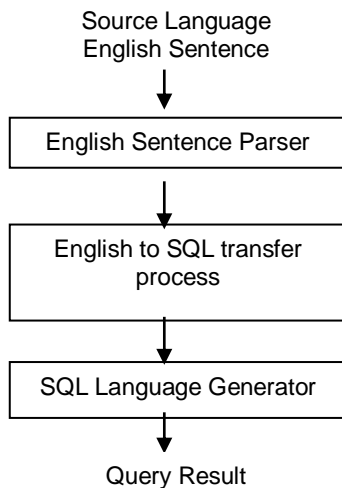 Source Language
English Sentence
English Sentence Parser
English to SQL transfer
process
SQL Language Generator
Query Result